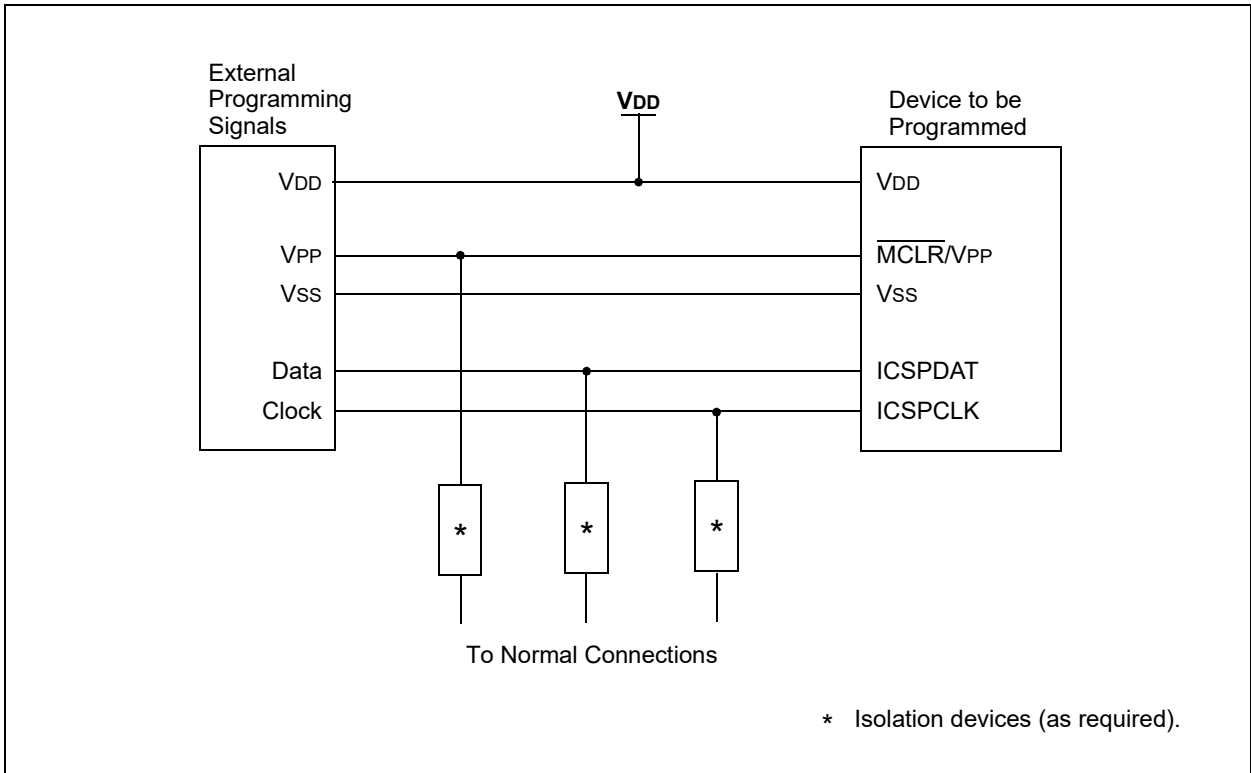 External
Programming
Signals
VDD
Device to be
Programmed
VDD
VDD
VPP
MCLR/VPP
VSS
VSS
Data
ICSPDAT
Clock
ICSPCLK
*
*
*
To Normal Connections
* Isolation devices (as required).